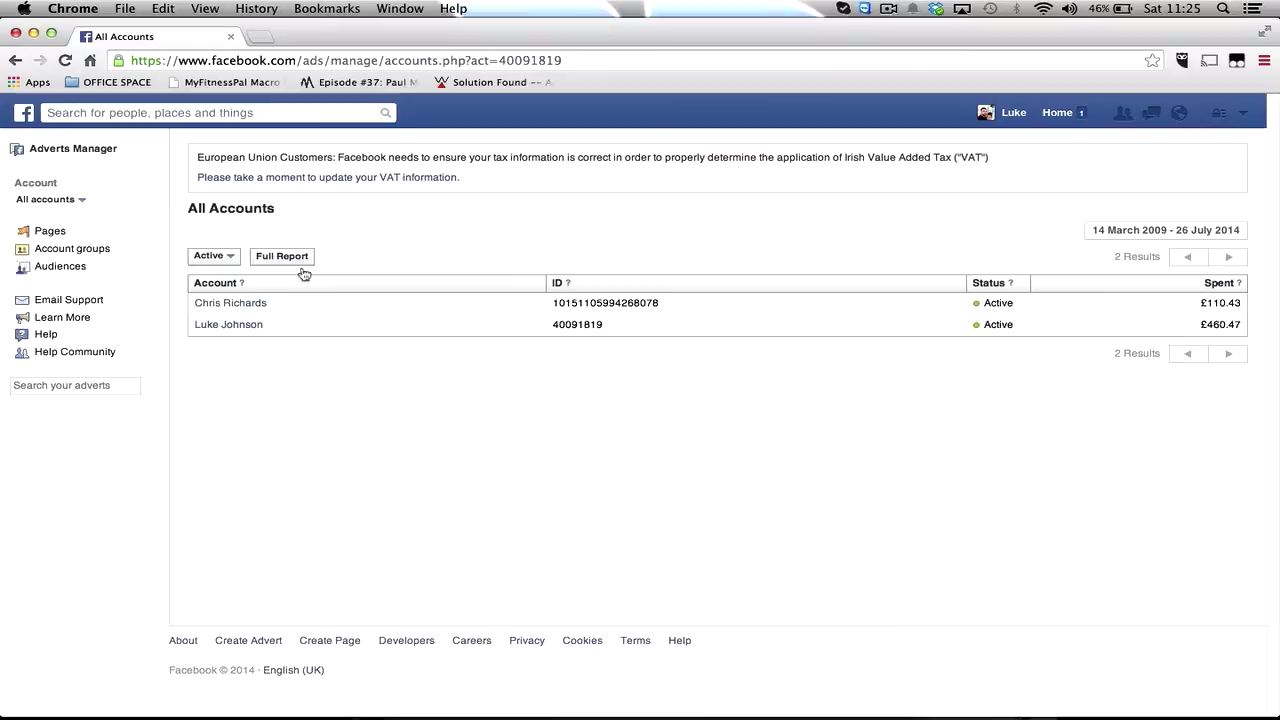 Chrome File Edit View History Bookmarks Window Help 46% Sat 11:25
All Accounts
https://www.facebook.com/ads/manage/accounts.php?act=40091819
Apps OFFICE SPACE MyFitnessPal Macro Episode #37: Paul M Solution Found -- A
Search for people, places and things Luke Home 1
Adverts Manager
Account
All accounts
Pages
Account groups
Audiences
Email Support
Learn More
Help
Help Community
Search your adverts
European Union Customers: Facebook needs to ensure your tax information is correct in order to properly determine the application of Irish Value Added Tax ("VAT")
Please take a moment to update your VAT information.
All Accounts
14 March 2009 - 26 July 2014
Active Full Report 2 Results
Account ? ID ? Status ? Spent ?
Chris Richards 10151105994268078 Active £110.43
Luke Johnson 40091819 Active £460.47
2 Results
About Create Advert Create Page Developers Careers Privacy Cookies Terms Help
Facebook © 2014 · English (UK)